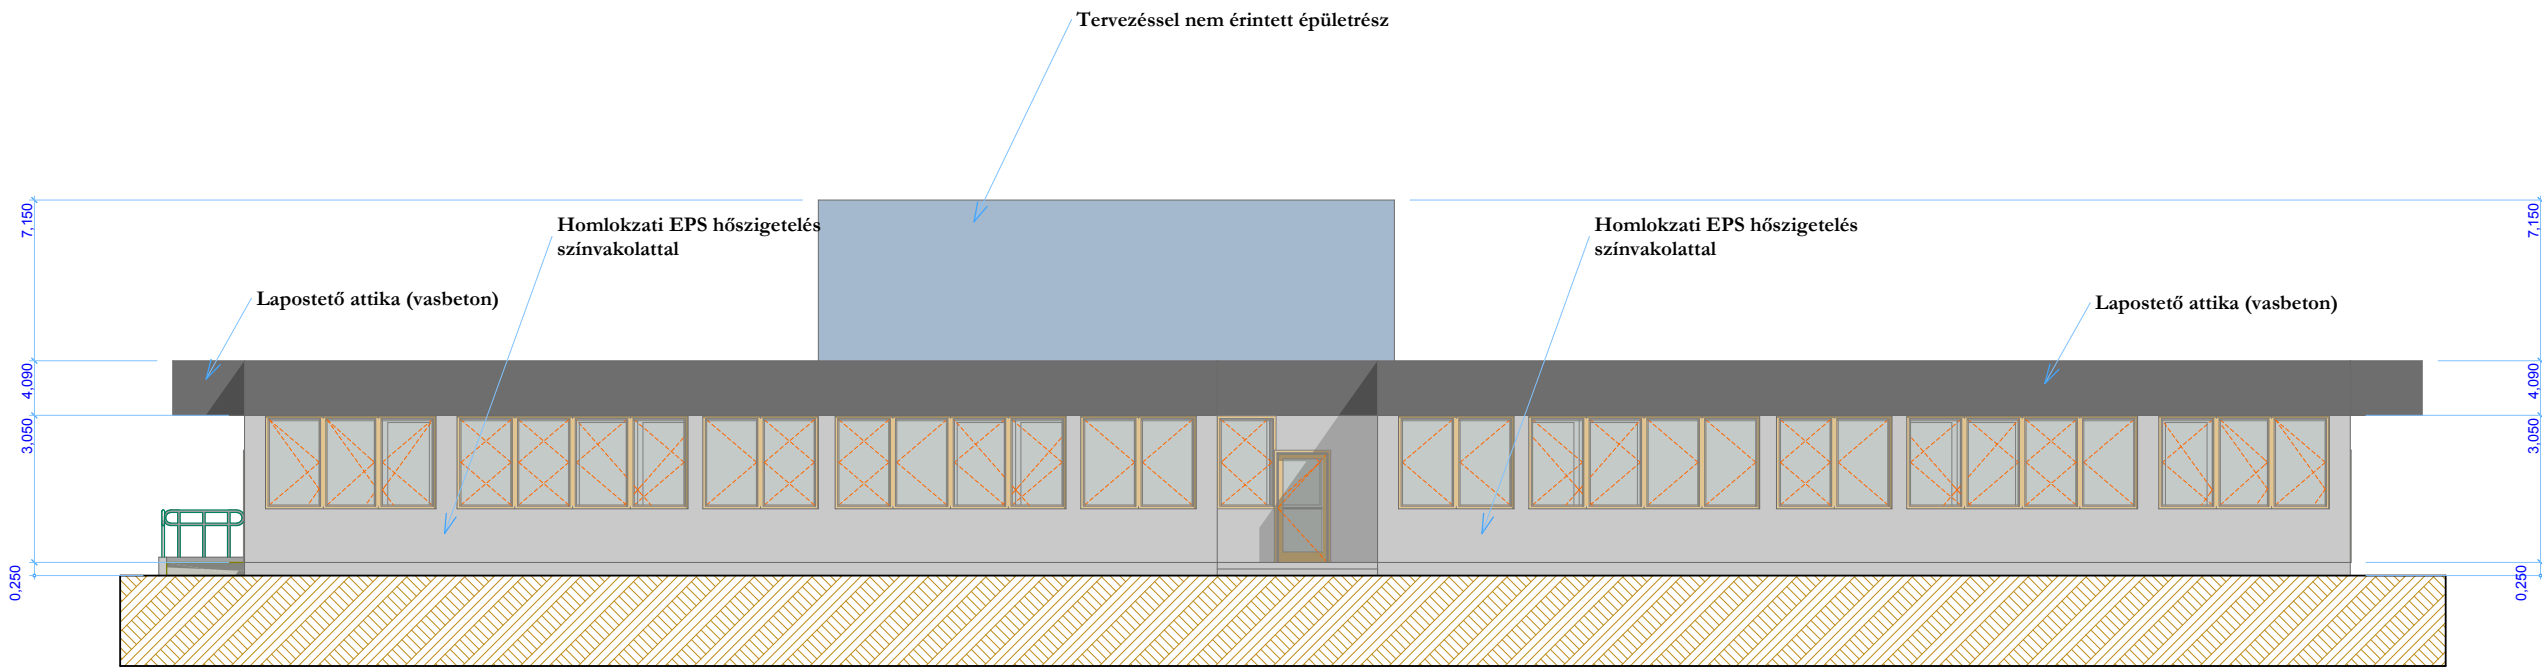 Tervezéssel nem érintett épületrész
7,150
7,150
Homlokzati EPS hőszigetelés
színvakolattal
Homlokzati EPS hőszigetelés
színvakolattal
Lapostető attika (vasbeton)
Lapostető attika (vasbeton)
4,090
4,090
3,050
3,050
0,250
0,250